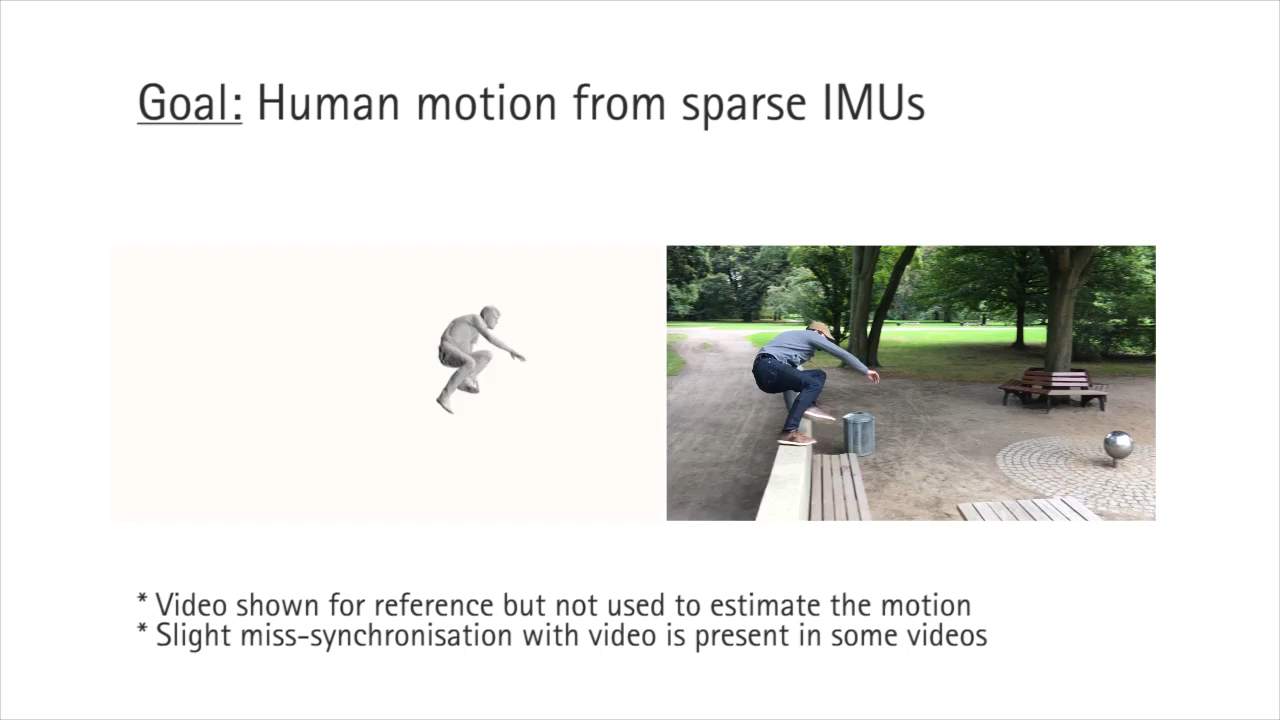 Goal: Human motion from sparse IMUs
* Video shown for reference but not used to estimate the motion
* Slight miss-synchronisation with video is present in some videos